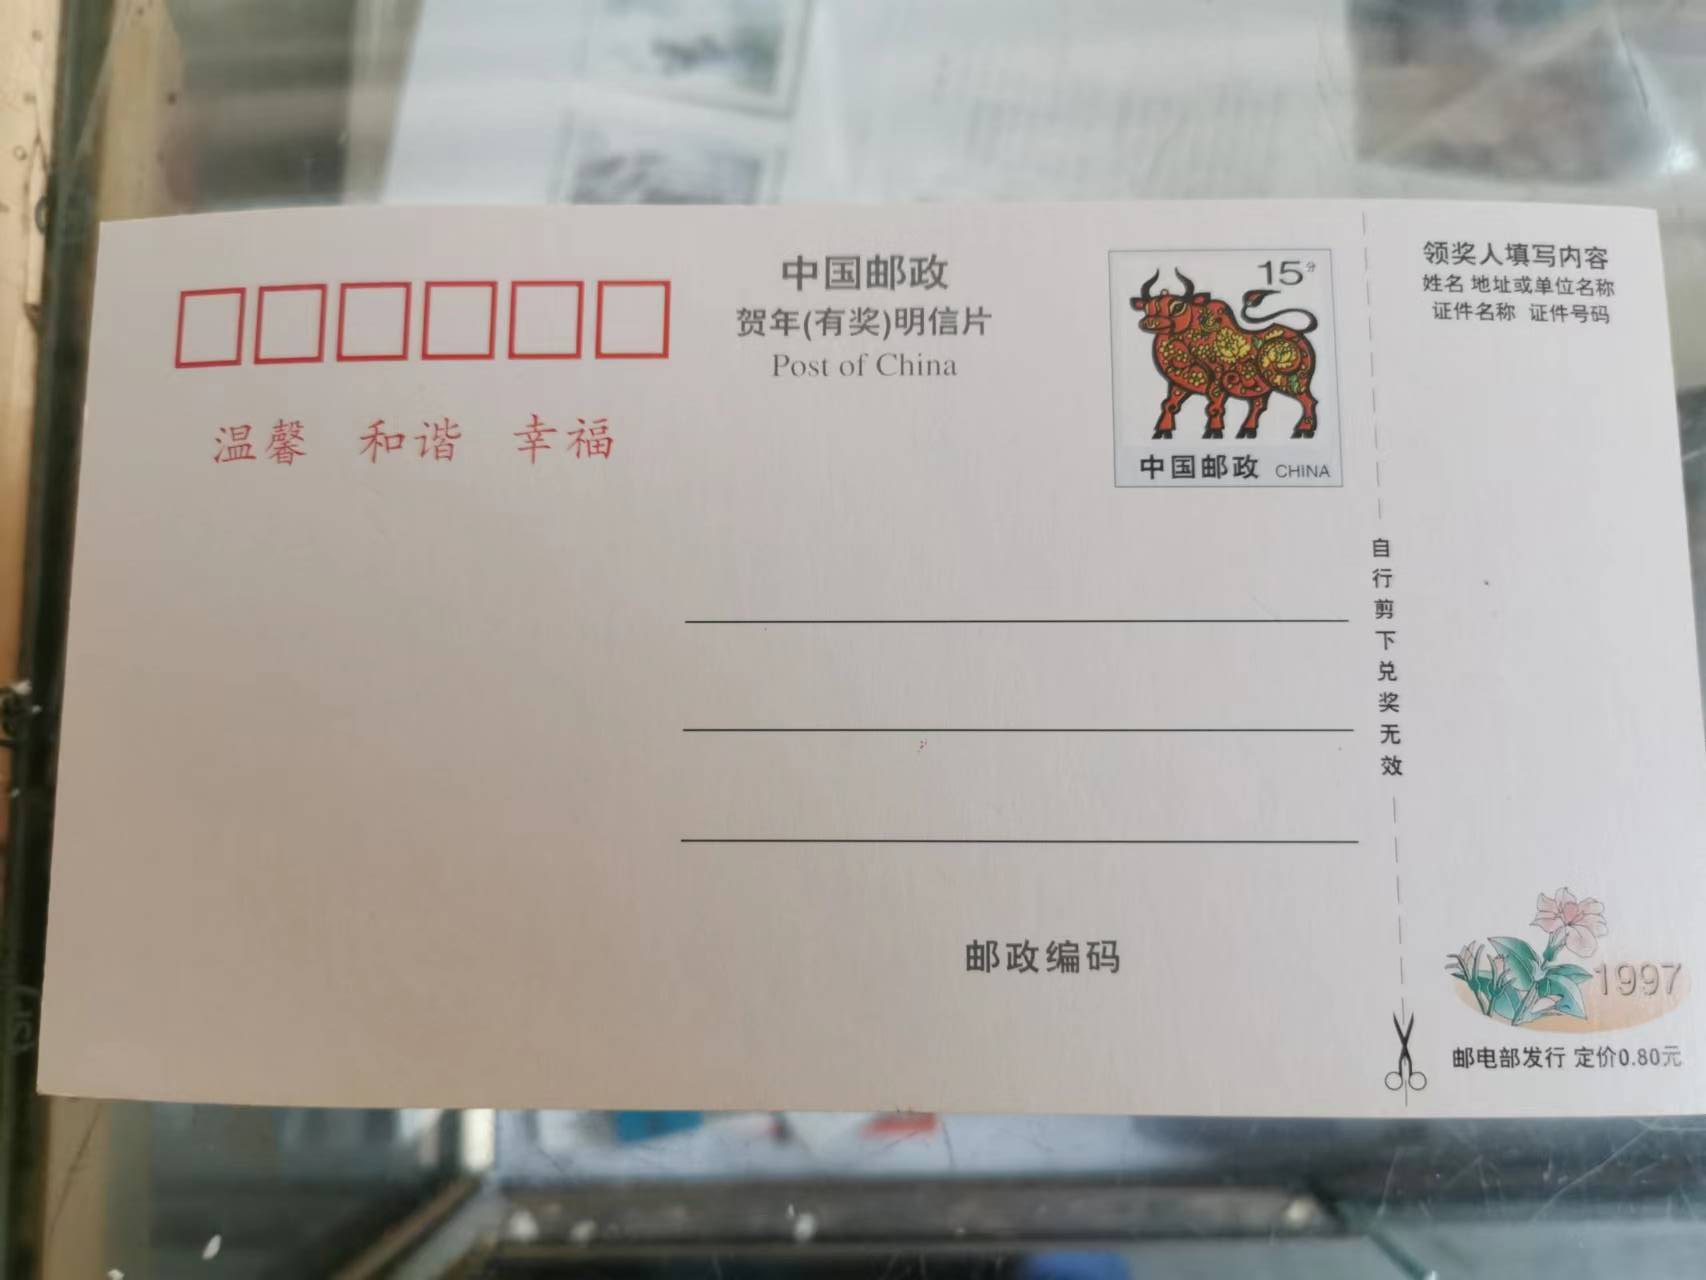 中国邮政
贺年(有奖)明信片
Post of China
温馨 和谐 幸福
15分
中国邮政 CHINA
领奖人填写内容
姓名 地址或单位名称
证件名称 证件号码
自行剪下兑奖无效
邮政编码
1997
邮电部发行 定价0.80元